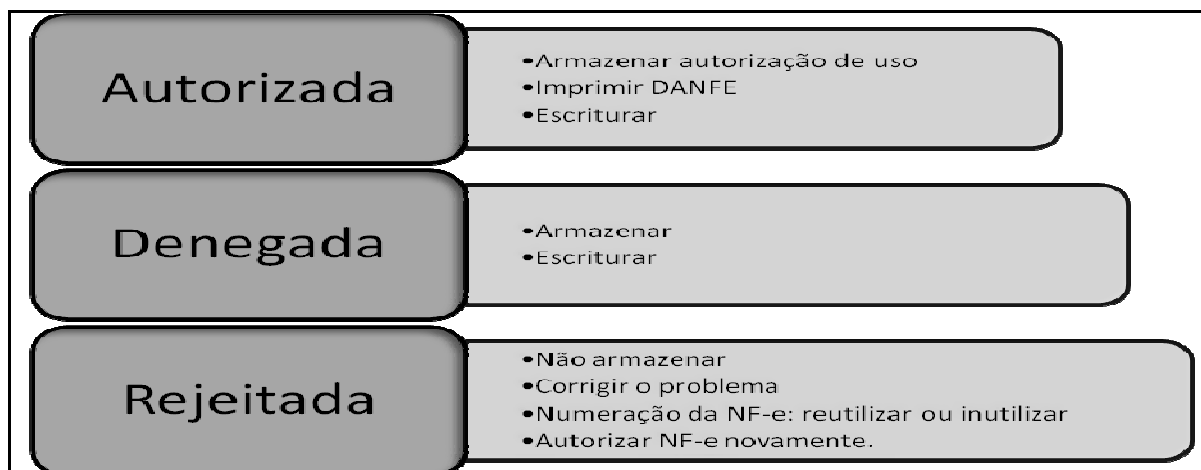 Autorizada
•Armazenar autorização de uso
•Imprimir DANFE
•Escriturar
Denegada
•Armazenar
•Escriturar
Rejeitada
•Não armazenar
•Corrigir o problema
•Numeração da NF-e: reutilizar ou inutilizar
•Autorizar NF-e novamente.